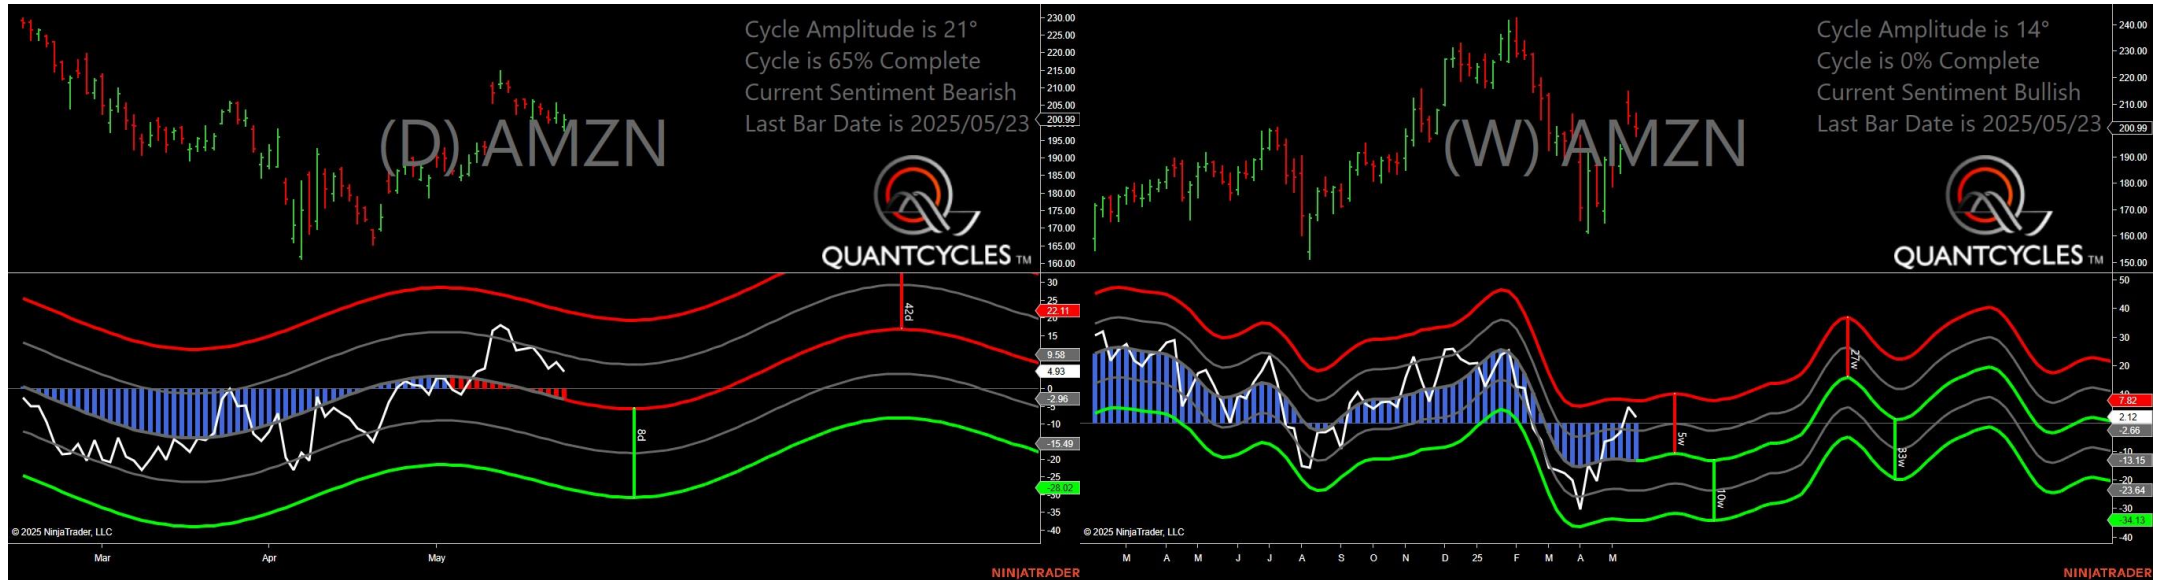 Cycle Amplitude is 21°
Cycle is 65% Complete
Current Sentiment Bearish
Last Bar Date is 2025/05/23
(D) AMZN
QUANTCYCLES TM
230.00
225.00
220.00
215.00
210.00
205.00
200.99
195.00
190.00
185.00
180.00
175.00
170.00
165.00
160.00
42d
8d
30
25
22.11
20
15
9.58
4.93
0
-2.96
-5
-10
-15.49
-20
-25
-28.02
-30
-35
-40
© 2025 NinjaTrader, LLC
Mar Apr May
NINJATRADER
Cycle Amplitude is 14°
Cycle is 0% Complete
Current Sentiment Bullish
Last Bar Date is 2025/05/23
(W) AMZN
QUANTCYCLES TM
240.00
230.00
220.00
210.00
200.99
190.00
180.00
170.00
160.00
150.00
27w
5w
33w
10w
50
40
30
20
7.82
2.12
-2.66
-10
-13.15
-20
-23.64
-30
-34.13
-40
© 2025 NinjaTrader, LLC
M A M J J A S O N D 25 F M A M
NINJATRADER